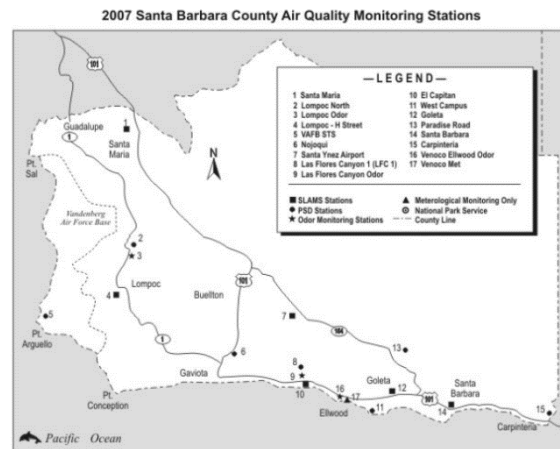 2007 Santa Barbara County Air Quality Monitoring Stations
— L E G E N D —
1 Santa Maria
2 Lompoc North
3 Lompoc Odor
4 Lompoc - H Street
5 VAFB STS
6 Nojoqui
7 Santa Ynez Airport
8 Las Flores Canyon 1 (LFC 1)
9 Las Flores Canyon Odor
10 El Capitan
11 West Campus
12 Goleta
13 Paradise Road
14 Santa Barbara
15 Carpinteria
16 Venoco Ellwood Odor
17 Venoco Met
SLAMS Stations
PSD Stations
Odor Monitoring Stations
Meterological Monitoring Only
National Park Service
County Line
101
Guadalupe
1
1
Santa
Maria
N
Pt.
Sal
Vandenberg
Air Force Base
2
3
Lompoc
4
Buellton
101
5
Pt.
Arguello
7
1
6
154
13
Gaviota
8
9
10
Pt.
Conception
16
17
Ellwood
Goleta
12
11
101
Santa
Barbara
14
15
Carpinteria
Pacific Ocean